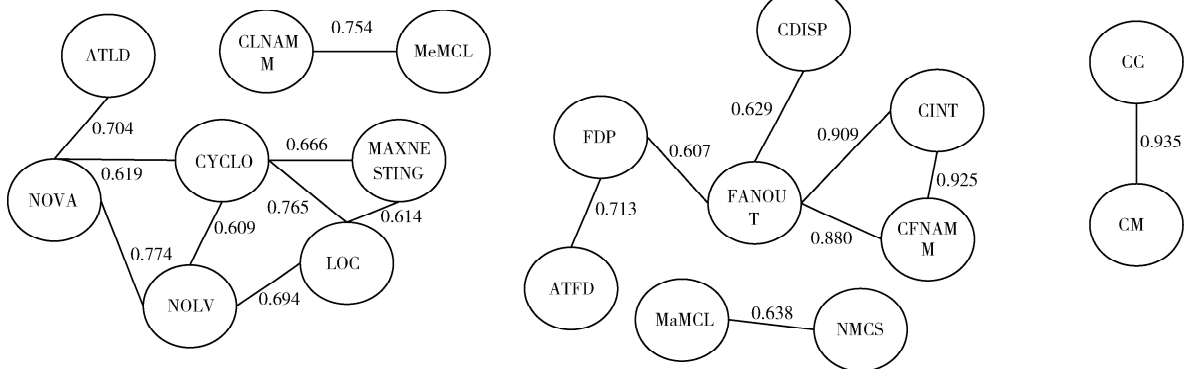 ATLD
CLNAM
M
0.754
MeMCL
0.704
0.619
CYCLO
0.666
MAXNE
STING
NOVA
0.765
0.614
0.609
0.774
LOC
NOLV
0.694
CDISP
0.629
FDP
0.607
0.909
CINT
0.925
0.713
FANOU
T
0.880
CFNAM
M
ATFD
MaMCL
0.638
NMCS
CC
0.935
CM